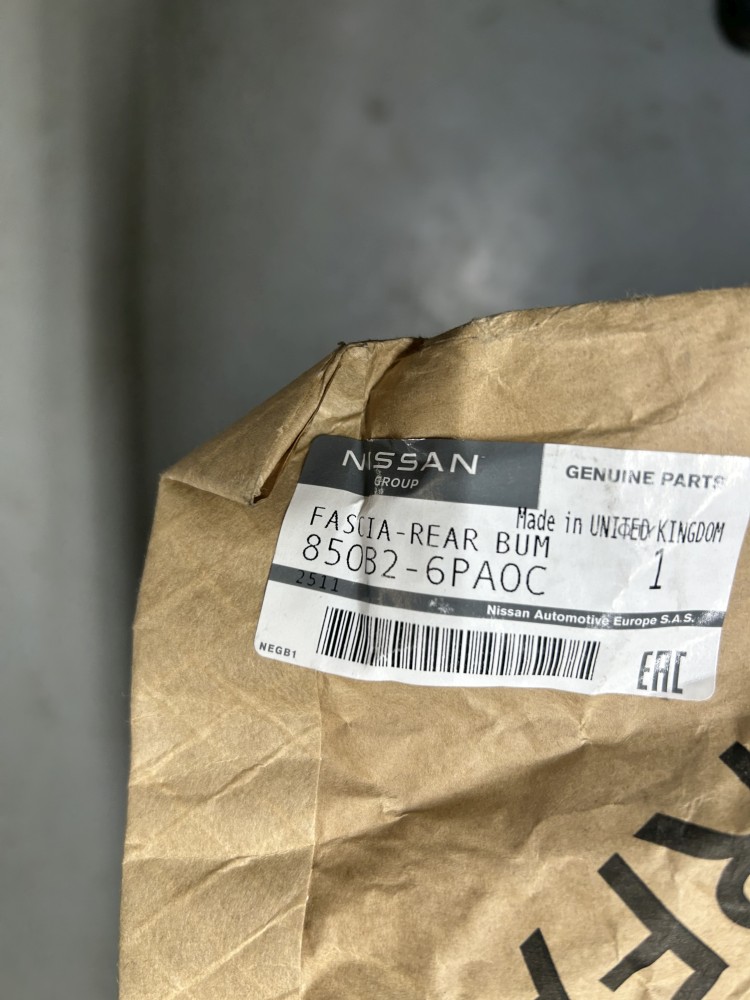 NISSAN
GROUP
GENUINE PARTS
Made in UNITED KINGDOM
FASCIA-REAR BUM
850B2-6PA0C 1
2511
Nissan Automotive Europe S.A.S.
NEGB1
EAC